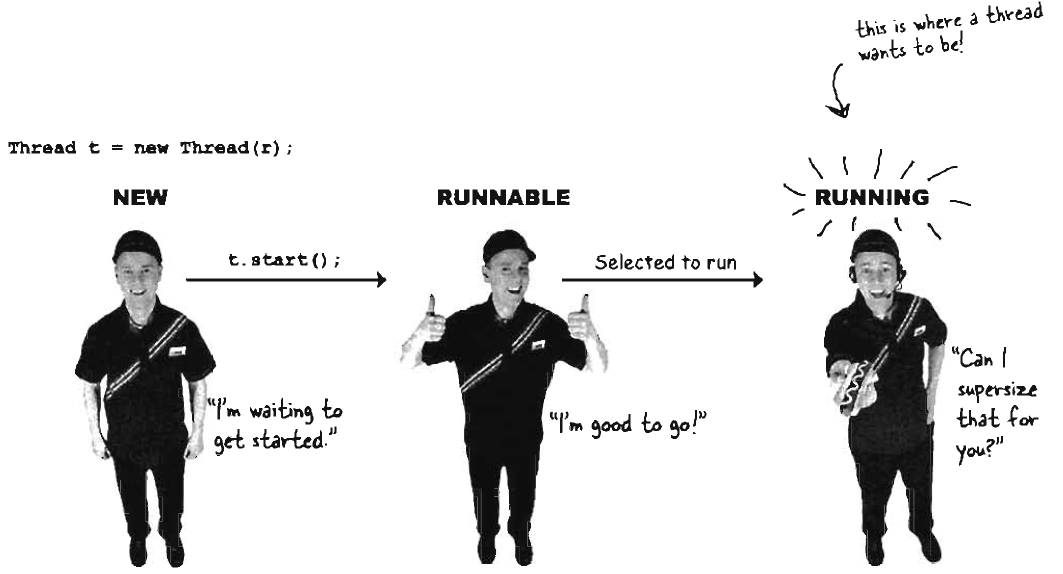 this is where a thread
wants to be!
Thread t = new Thread(r);
NEW
RUNNABLE
RUNNING
t.start();
Selected to run
"I'm waiting to
get started."
"I'm good to go!"
"Can I
supersize
that for
you?"